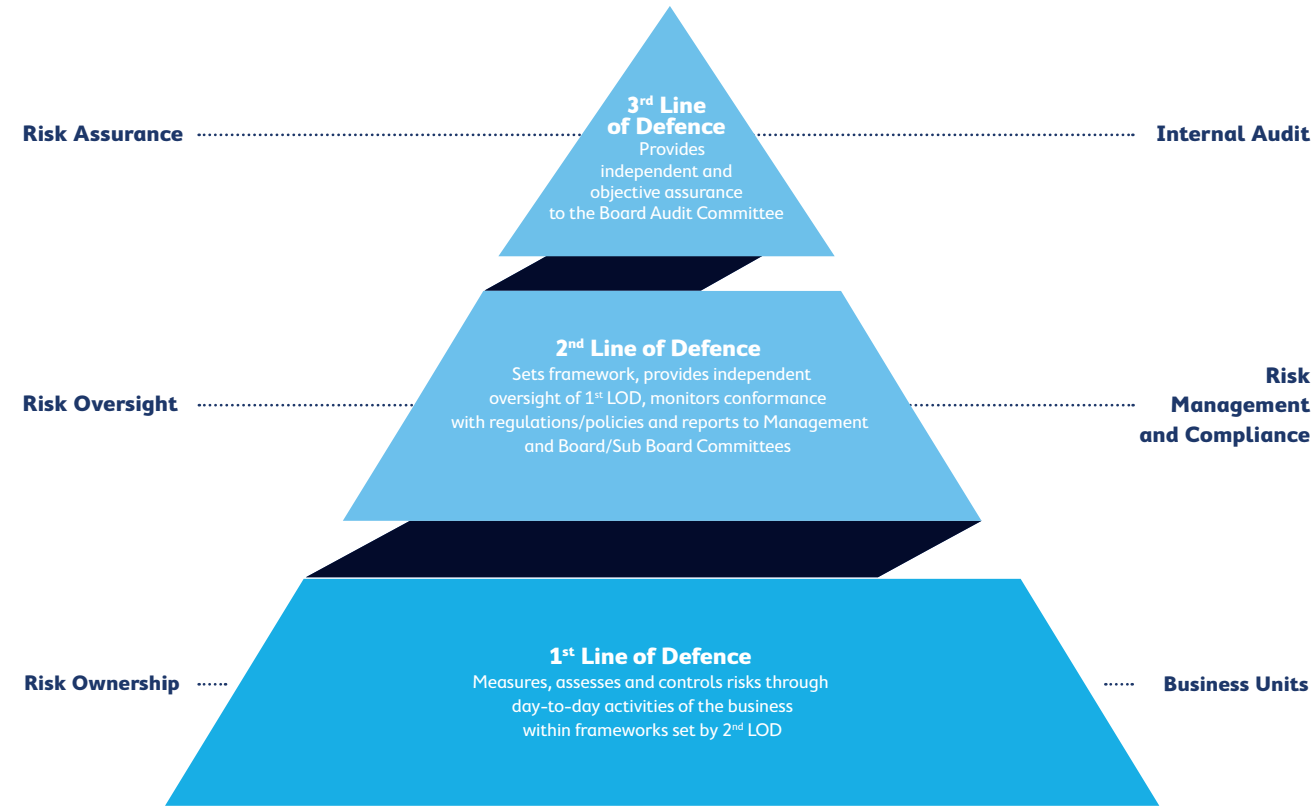 Risk Assurance
3rd Line
of Defence
Provides
independent and
objective assurance
to the Board Audit Committee
Internal Audit
Risk Oversight
2nd Line of Defence
Sets framework, provides independent
oversight of 1st LOD, monitors conformance
with regulations/policies and reports to Management
and Board/Sub Board Committees
Risk
Management
and Compliance
Risk Ownership
1st Line of Defence
Measures, assesses and controls risks through
day-to-day activities of the business
within frameworks set by 2nd LOD
Business Units